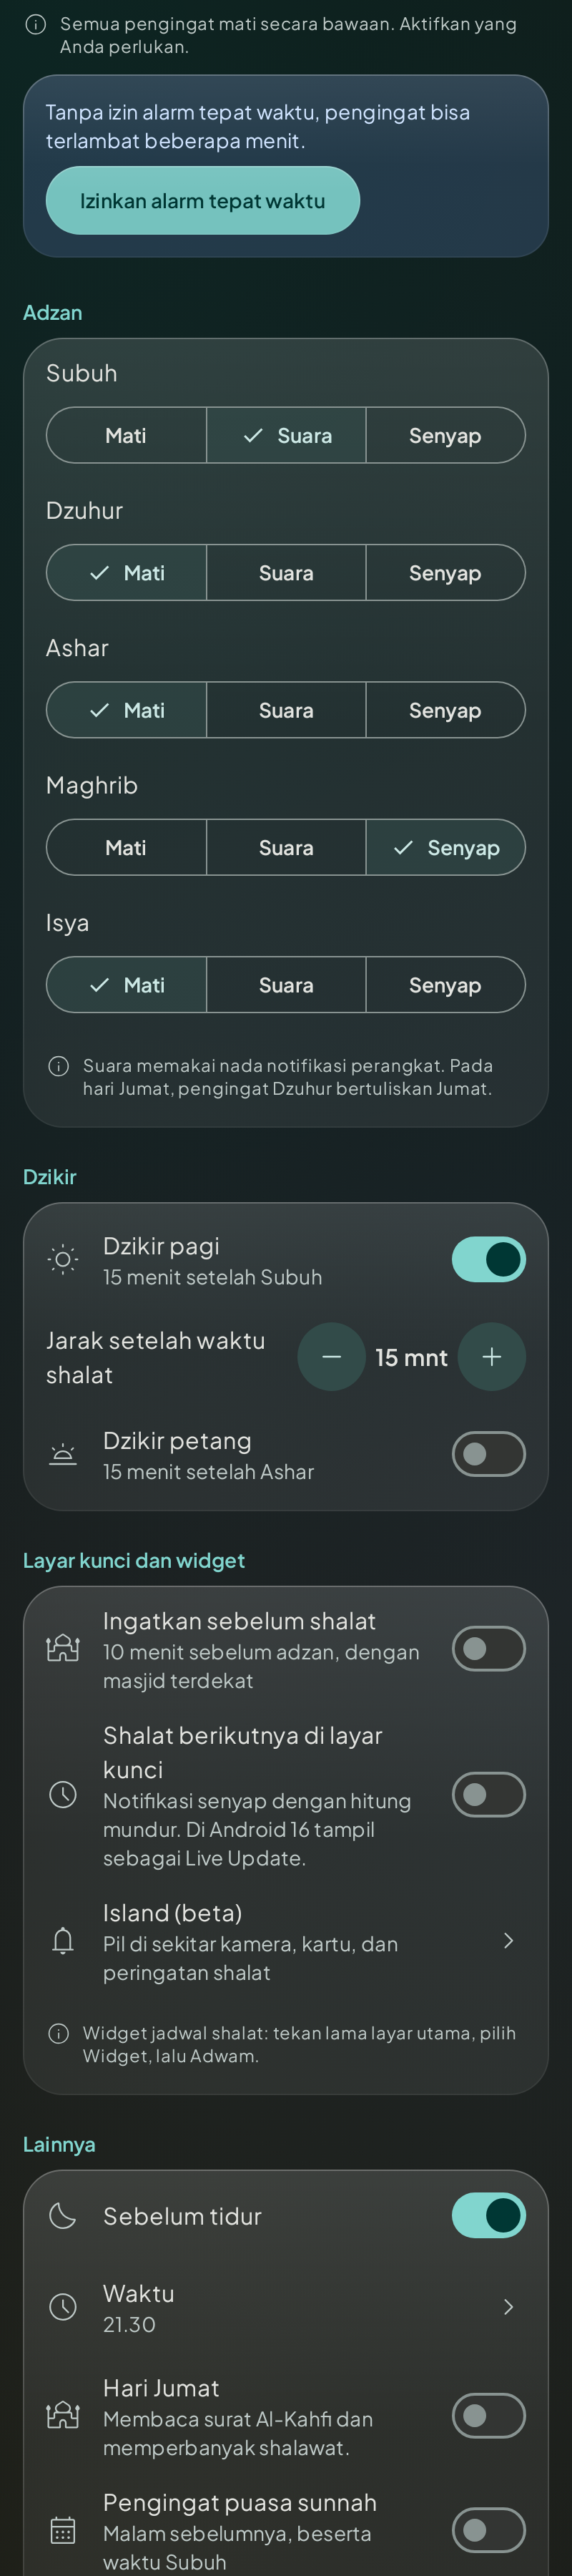 Semua pengingat mati secara bawaan. Aktifkan yang
Anda perlukan.
Tanpa izin alarm tepat waktu, pengingat bisa
terlambat beberapa menit.
Izinkan alarm tepat waktu
Adzan
Subuh
Mati Suara Senyap
Dzuhur
Mati Suara Senyap
Ashar
Mati Suara Senyap
Maghrib
Mati Suara Senyap
Isya
Mati Suara Senyap
Suara memakai nada notifikasi perangkat. Pada
hari Jumat, pengingat Dzuhur bertuliskan Jumat.
Dzikir
Dzikir pagi
15 menit setelah Subuh
Jarak setelah waktu
shalat
15 mnt
Dzikir petang
15 menit setelah Ashar
Layar kunci dan widget
Ingatkan sebelum shalat
10 menit sebelum adzan, dengan
masjid terdekat
Shalat berikutnya di layar
kunci
Notifikasi senyap dengan hitung
mundur. Di Android 16 tampil
sebagai Live Update.
Island (beta)
Pil di sekitar kamera, kartu, dan
peringatan shalat
Widget jadwal shalat: tekan lama layar utama, pilih
Widget, lalu Adwam.
Lainnya
Sebelum tidur
Waktu
21.30
Hari Jumat
Membaca surat Al-Kahfi dan
memperbanyak shalawat.
Pengingat puasa sunnah
Malam sebelumnya, beserta
waktu Subuh